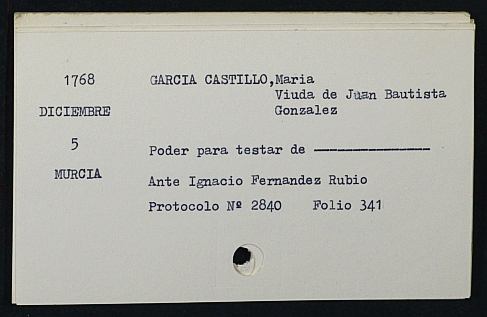 1768 GARCIA CASTILLO,Maria
Viuda de Juan Bautista
DICIEMBRE Gonzalez
5 Poder para testar de ---------------
MURCIA Ante Ignacio Fernandez Rubio
Protocolo Nº 2840 Folio 341